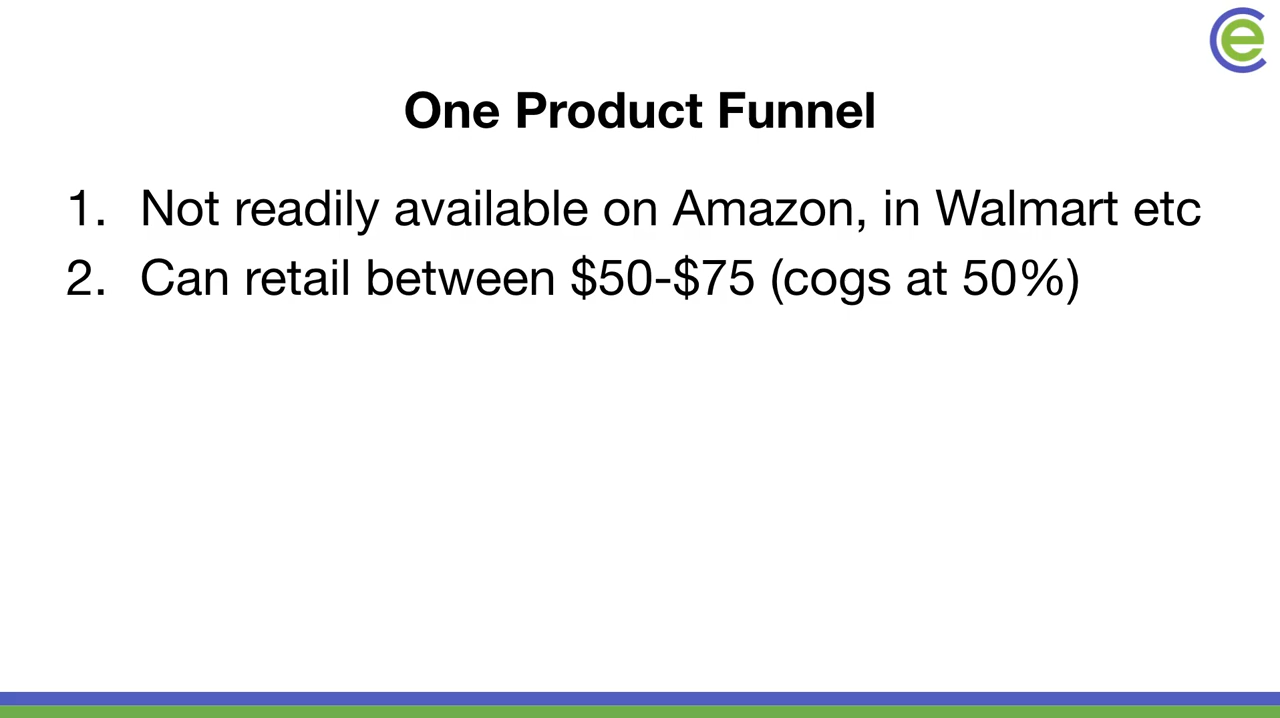 One Product Funnel
1. Not readily available on Amazon, in Walmart etc
2. Can retail between $50-$75 (cogs at 50%)